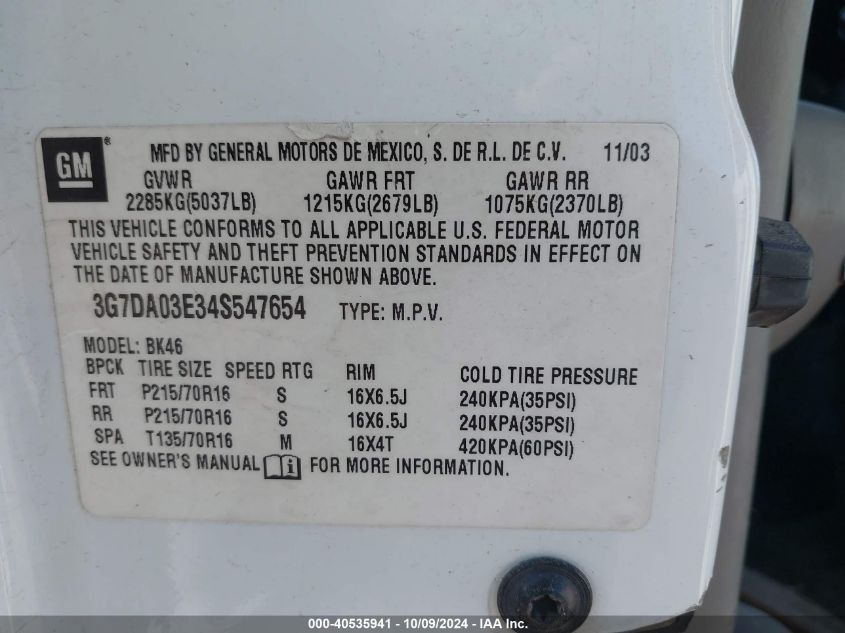 GM ® MFD BY GENERAL MOTORS DE MEXICO, S. DE R.L. DE C.V. 11/03
GVWR GAWR FRT GAWR RR
2285KG(5037LB) 1215KG(2679LB) 1075KG(2370LB)
THIS VEHICLE CONFORMS TO ALL APPLICABLE U.S. FEDERAL MOTOR
VEHICLE SAFETY AND THEFT PREVENTION STANDARDS IN EFFECT ON
THE DATE OF MANUFACTURE SHOWN ABOVE.
3G7DA03E34S547654 TYPE: M.P.V.
MODEL: BK46
BPCK TIRE SIZE SPEED RTG RIM COLD TIRE PRESSURE
FRT P215/70R16 S 16X6.5J 240KPA(35PSI)
RR P215/70R16 S 16X6.5J 240KPA(35PSI)
SPA T135/70R16 M 16X4T 420KPA(60PSI)
SEE OWNER'S MANUAL i FOR MORE INFORMATION.
000-40535941 - 10/09/2024 - IAA Inc.